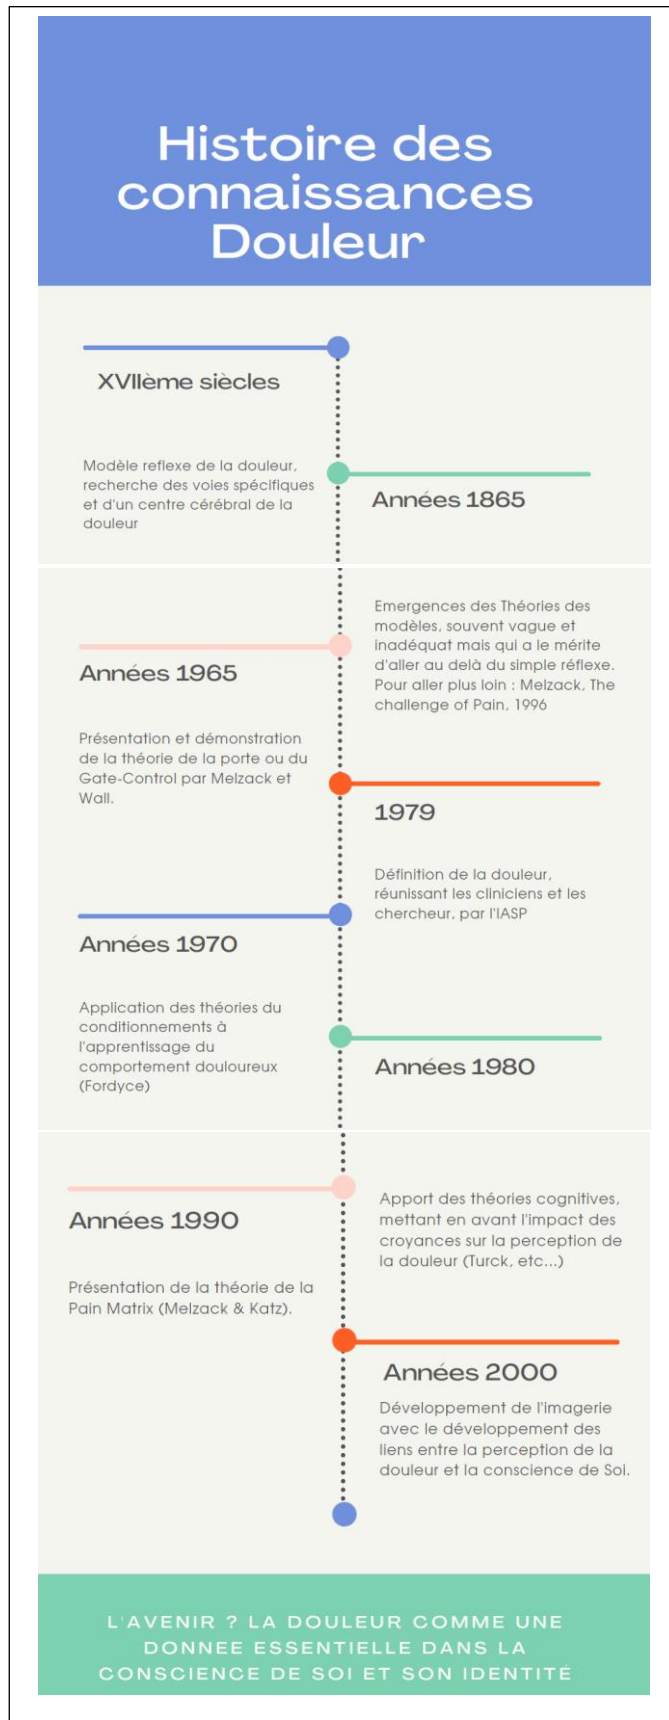 Histoire des
connaissances
Douleur
XVIIème siècles
Modèle reflexe de la douleur,
recherche des voies spécifiques
et d'un centre cérébral de la
douleur
Années 1865
Emergences des Théories des
modèles, souvent vague et
inadéquat mais qui a le mérite
d'aller au delà du simple réflexe.
Pour aller plus loin : Melzack, The
challenge of Pain, 1996
Années 1965
Présentation et démonstration
de la théorie de la porte ou du
Gate-Control par Melzack et
Wall.
1979
Définition de la douleur,
réunissant les cliniciens et les
chercheur, par l'IASP
Années 1970
Application des théories du
conditionnements à
l'apprentissage du
comportement douloureux
(Fordyce)
Années 1980
Apport des théories cognitives,
mettant en avant l'impact des
croyances sur la perception de
la douleur (Turck, etc...)
Années 1990
Présentation de la théorie de la
Pain Matrix (Melzack & Katz).
Années 2000
Développement de l'imagerie
avec le développement des
liens entre la perception de la
douleur et la conscience de Soi.
L'AVENIR ? LA DOULEUR COMME UNE
DONNEE ESSENTIELLE DANS LA
CONSCIENCE DE SOI ET SON IDENTITÉ